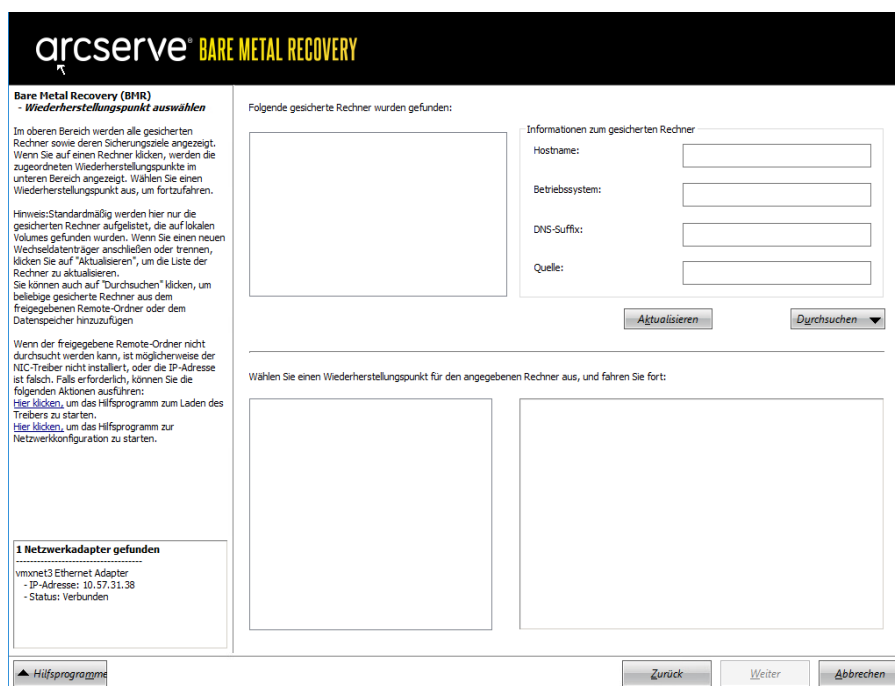 arcserve® BARE METAL RECOVERY
Bare Metal Recovery (BMR)
- Wiederherstellungspunkt auswählen
Im oberen Bereich werden alle gesicherten
Rechner sowie deren Sicherungsziele angezeigt.
Wenn Sie auf einen Rechner klicken, werden die
zugeordneten Wiederherstellungspunkte im
unteren Bereich angezeigt. Wählen Sie einen
Wiederherstellungspunkt aus, um fortzufahren.
Hinweis:Standardmäßig werden hier nur die
gesicherten Rechner aufgelistet, die auf lokalen
Volumes gefunden wurden. Wenn Sie einen neuen
Wechseldatenträger anschließen oder trennen,
klicken Sie auf "Aktualisieren", um die Liste der
Rechner zu aktualisieren.
Sie können auch auf "Durchsuchen" klicken, um
beliebige gesicherte Rechner aus dem
freigegebenen Remote-Ordner oder dem
Datenspeicher hinzuzufügen
Wenn der freigegebene Remote-Ordner nicht
durchsucht werden kann, ist möglicherweise der
NIC-Treiber nicht installiert, oder die IP-Adresse
ist falsch. Falls erforderlich, können Sie die
folgenden Aktionen ausführen:
Hier klicken, um das Hilfsprogramm zum Laden des
Treibers zu starten.
Hier klicken, um das Hilfsprogramm zur
Netzwerkkonfiguration zu starten.
1 Netzwerkadapter gefunden
------------------------------------
vmxnet3 Ethernet Adapter
- IP-Adresse: 10.57.31.38
- Status: Verbunden
Folgende gesicherte Rechner wurden gefunden:
Informationen zum gesicherten Rechner
Hostname:
Betriebssystem:
DNS-Suffix:
Quelle:
Aktualisieren
Durchsuchen
Wählen Sie einen Wiederherstellungspunkt für den angegebenen Rechner aus, und fahren Sie fort:
Hilfsprogramme
Zurück
Weiter
Abbrechen